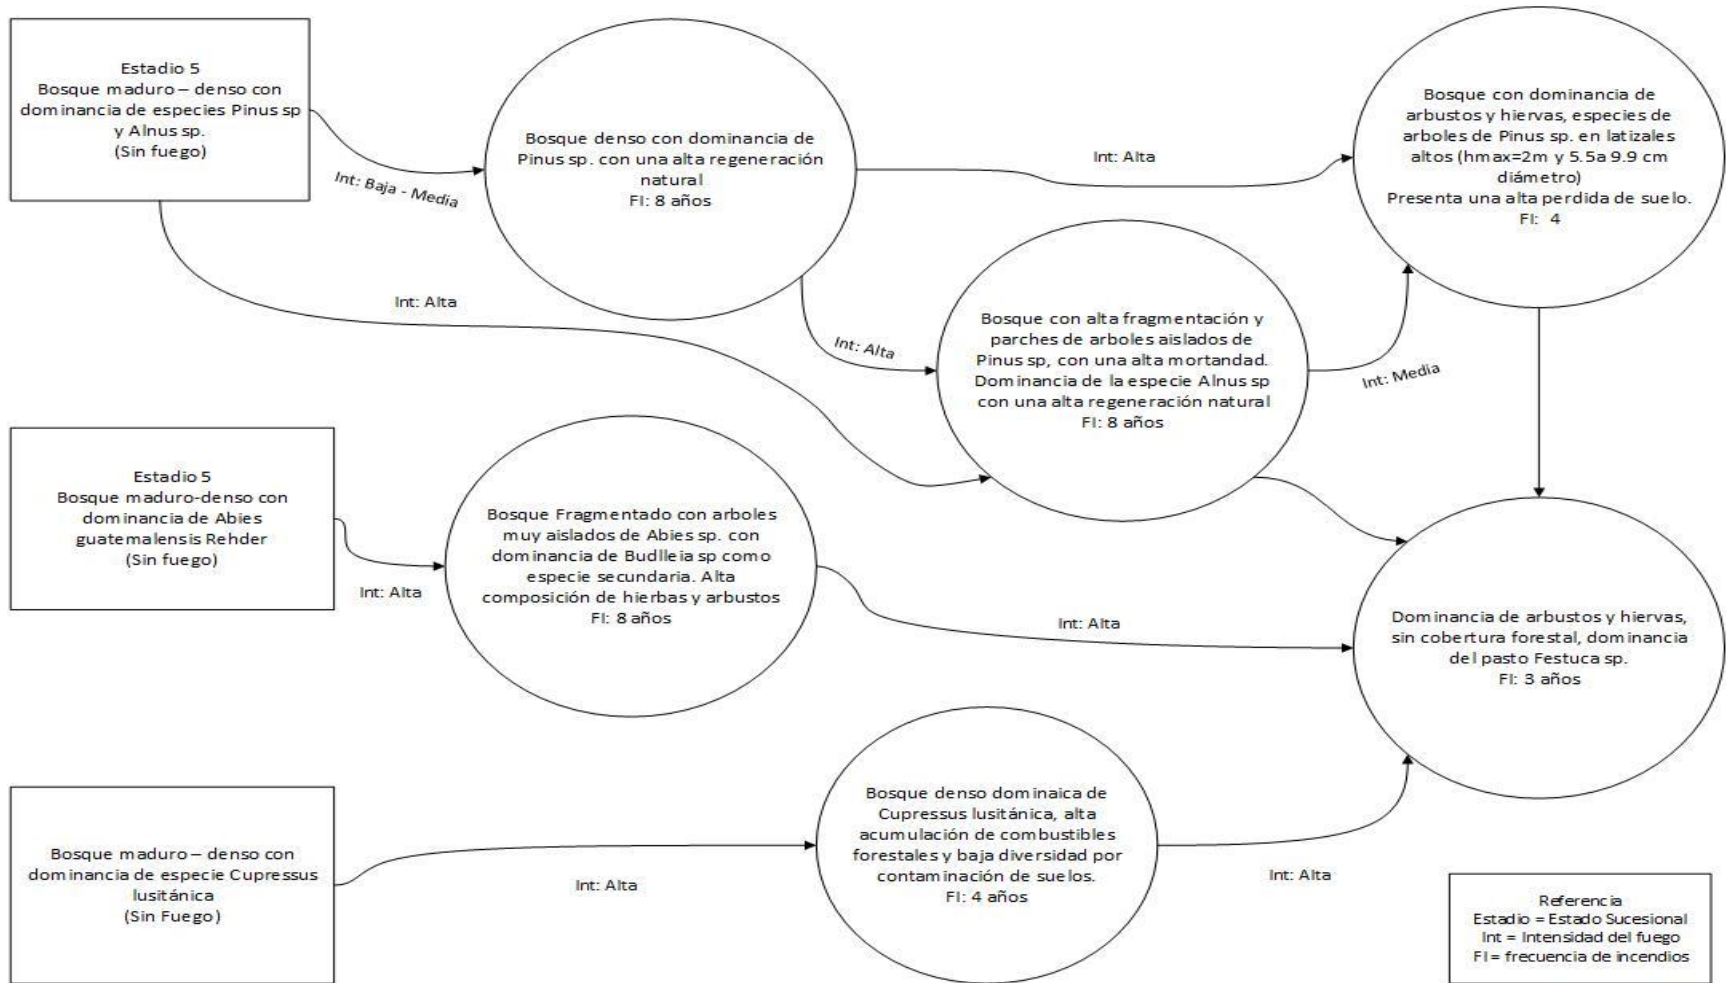 Estadio 5
Bosque maduro – denso con
dominancia de especies Pinus sp
y Alnus sp.
(Sin fuego)
Int: Baja - Media
Bosque denso con dominancia de
Pinus sp. con una alta regeneración
natural
FI: 8 años
Int: Alta
Bosque con dominancia de
arbustos y hiervas, especies de
arboles de Pinus sp. en latizales
altos (hmax=2m y 5.5a 9.9 cm
diámetro)
Presenta una alta perdida de suelo.
FI: 4
Int: Alta
Int: Alta
Bosque con alta fragmentación y
parches de arboles aislados de
Pinus sp, con una alta mortandad.
Dominancia de la especie Alnus sp
con una alta regeneración natural
FI: 8 años
Int: Media
Estadio 5
Bosque maduro-denso con
dominancia de Abies
guatemalensis Rehder
(Sin fuego)
Int: Alta
Bosque Fragmentado con arboles
muy aislados de Abies sp. con
dominancia de Budlleia sp como
especie secundaria. Alta
composición de hierbas y arbustos
FI: 8 años
Int: Alta
Dominancia de arbustos y hiervas,
sin cobertura forestal, dominancia
del pasto Festuca sp.
FI: 3 años
Bosque maduro – denso con
dominancia de especie Cupressus
lusitánica
(Sin Fuego)
Int: Alta
Bosque denso dominaica de
Cupressus lusitánica, alta
acumulación de combustibles
forestales y baja diversidad por
contaminación de suelos.
FI: 4 años
Int: Alta
Referencia
Estadio = Estado Sucesional
Int = Intensidad del fuego
FI = frecuencia de incendios